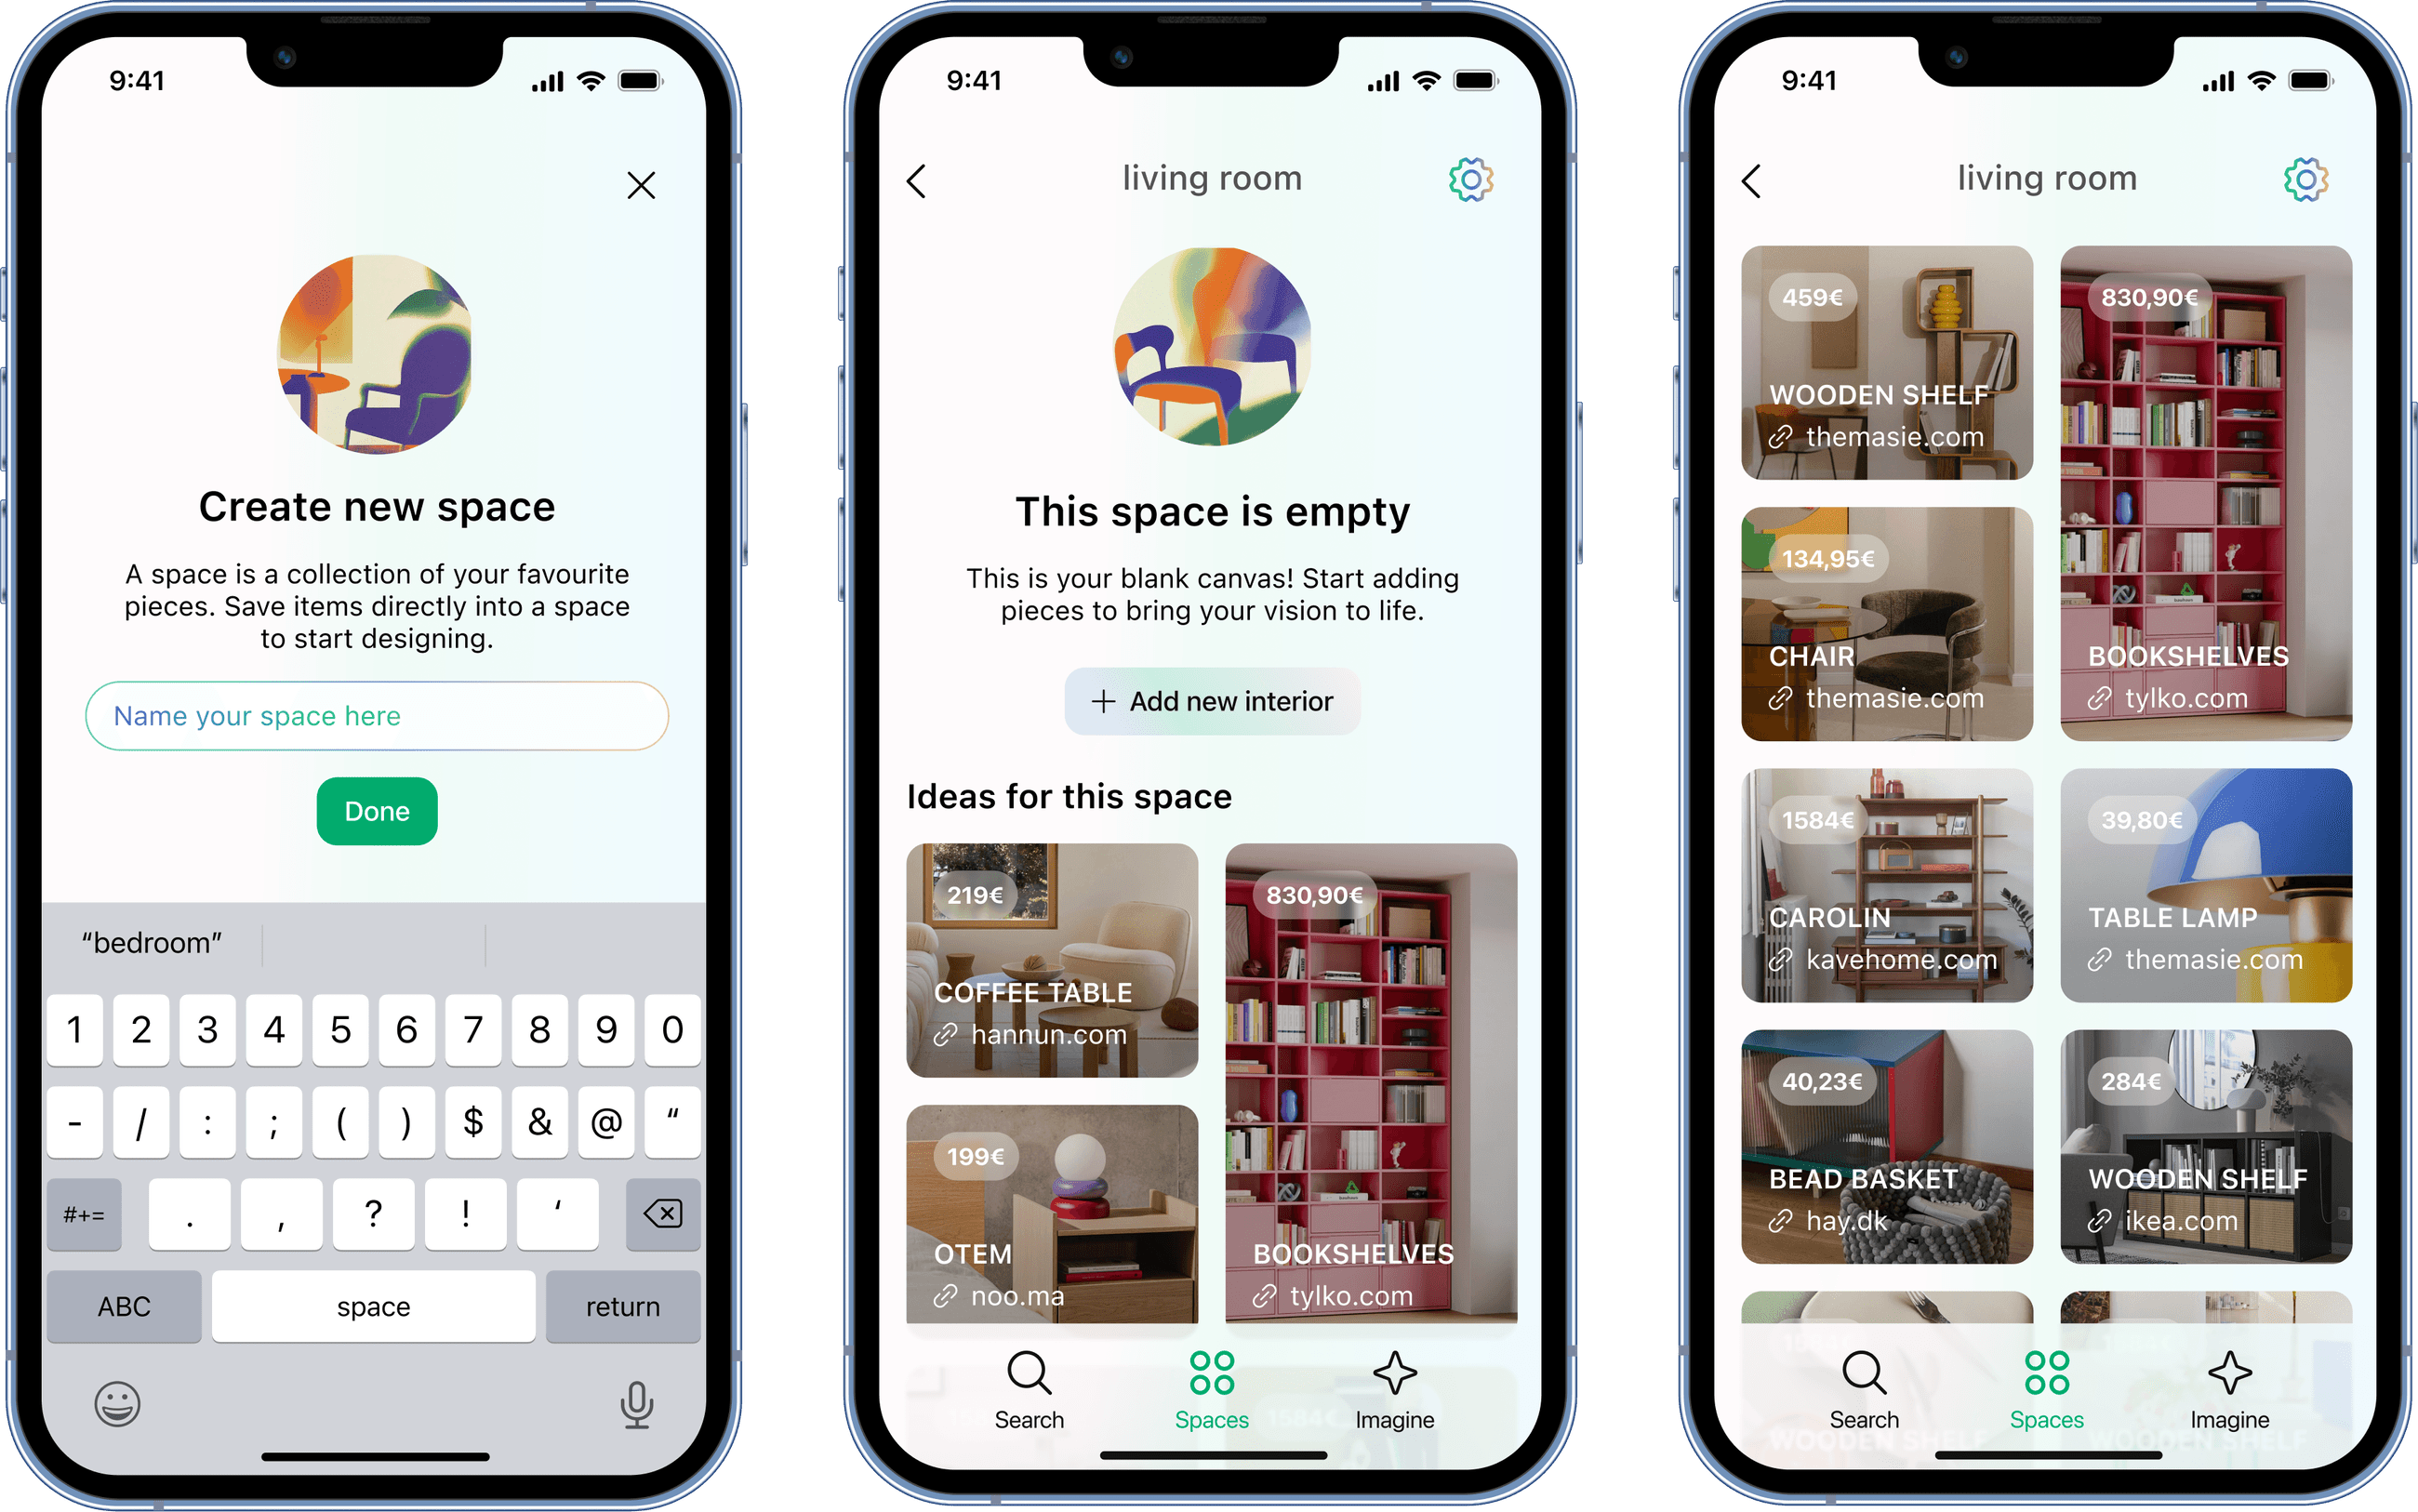 9:41
Create new space
A space is a collection of your favourite
pieces. Save items directly into a space
to start designing.
Name your space here
Done
“bedroom”
1 2 3 4 5 6 7 8 9 0
- / : ; ( ) $ & @ “
#+= . , ? ! ‘
ABC space return
9:41
living room
This space is empty
This is your blank canvas! Start adding
pieces to bring your vision to life.
+ Add new interior
Ideas for this space
219€
COFFEE TABLE
hannun.com
830,90€
BOOKSHELVES
tylko.com
199€
OTEM
noo.ma
1584€
Search Spaces Imagine
9:41
living room
459€
WOODEN SHELF
themasie.com
830,90€
BOOKSHELVES
tylko.com
134,95€
CHAIR
themasie.com
1584€
CAROLIN
kavehome.com
39,80€
TABLE LAMP
themasie.com
40,23€
BEAD BASKET
hay.dk
284€
WOODEN SHELF
ikea.com
WOODEN SHELF
WOODEN SHELF
Search Spaces Imagine